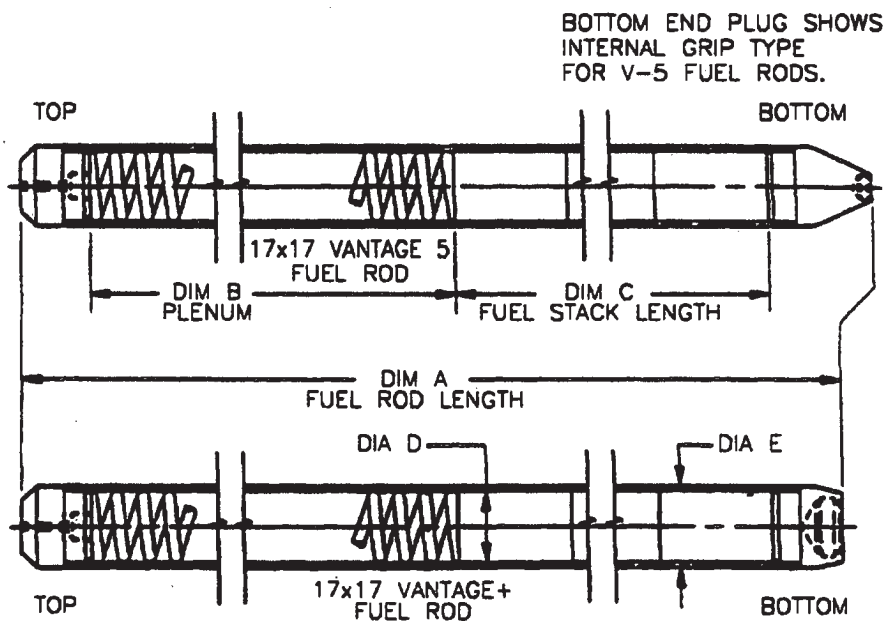 BOTTOM END PLUG SHOWS
INTERNAL GRIP TYPE
FOR V-5 FUEL RODS.
TOP
BOTTOM
17x17 VANTAGE 5
FUEL ROD
DIM B
PLENUM
DIM C
FUEL STACK LENGTH
DIM A
FUEL ROD LENGTH
DIA D
DIA E
17x17 VANTAGE+
FUEL ROD
TOP
BOTTOM